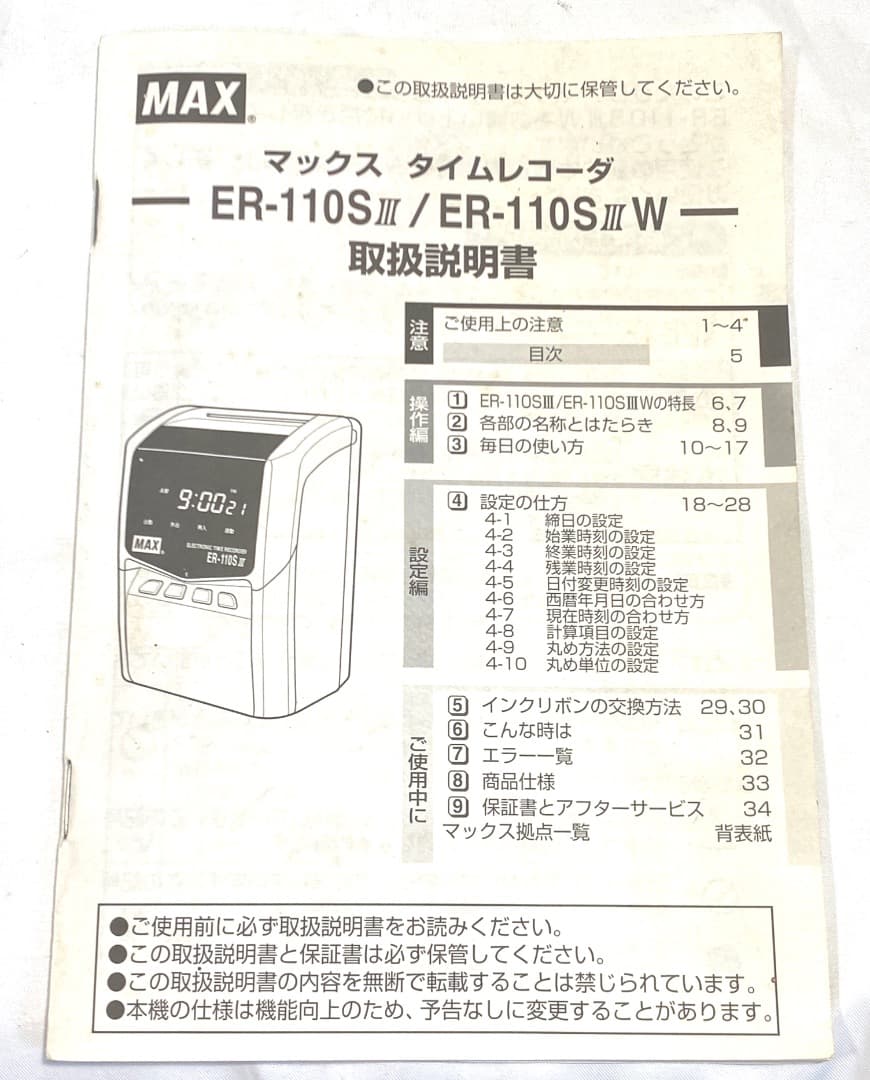 MAX®
●この取扱説明書は大切に保管してください。
マックス タイムレコーダ
ER-110SⅢ / ER-110SⅢW
取扱説明書
注意
ご使用上の注意 1〜4
目次 5
操作編
1 ER-110SⅢ/ER-110SⅢWの特長 6、7
2 各部の名称とはたらき 8、9
3 毎日の使い方 10〜17
設定編
4 設定の仕方 18〜28
4-1 締日の設定
4-2 始業時刻の設定
4-3 終業時刻の設定
4-4 残業時刻の設定
4-5 日付変更時刻の設定
4-6 西暦年月日の合わせ方
4-7 現在時刻の合わせ方
4-8 計算項目の設定
4-9 丸め方法の設定
4-10 丸め単位の設定
ご使用中に
5 インクリボンの交換方法 29、30
6 こんな時は 31
7 エラー一覧 32
8 商品仕様 33
9 保証書とアフターサービス 34
マックス拠点一覧 背表紙
9:00 21
MAX®
ELECTRONIC TIME RECORDER
ER-110SⅢ
●ご使用前に必ず取扱説明書をお読みください。
●この取扱説明書と保証書は必ず保管してください。
●この取扱説明書の内容を無断で転載することは禁じられています。
●本機の仕様は機能向上のため、予告なしに変更することがあります。